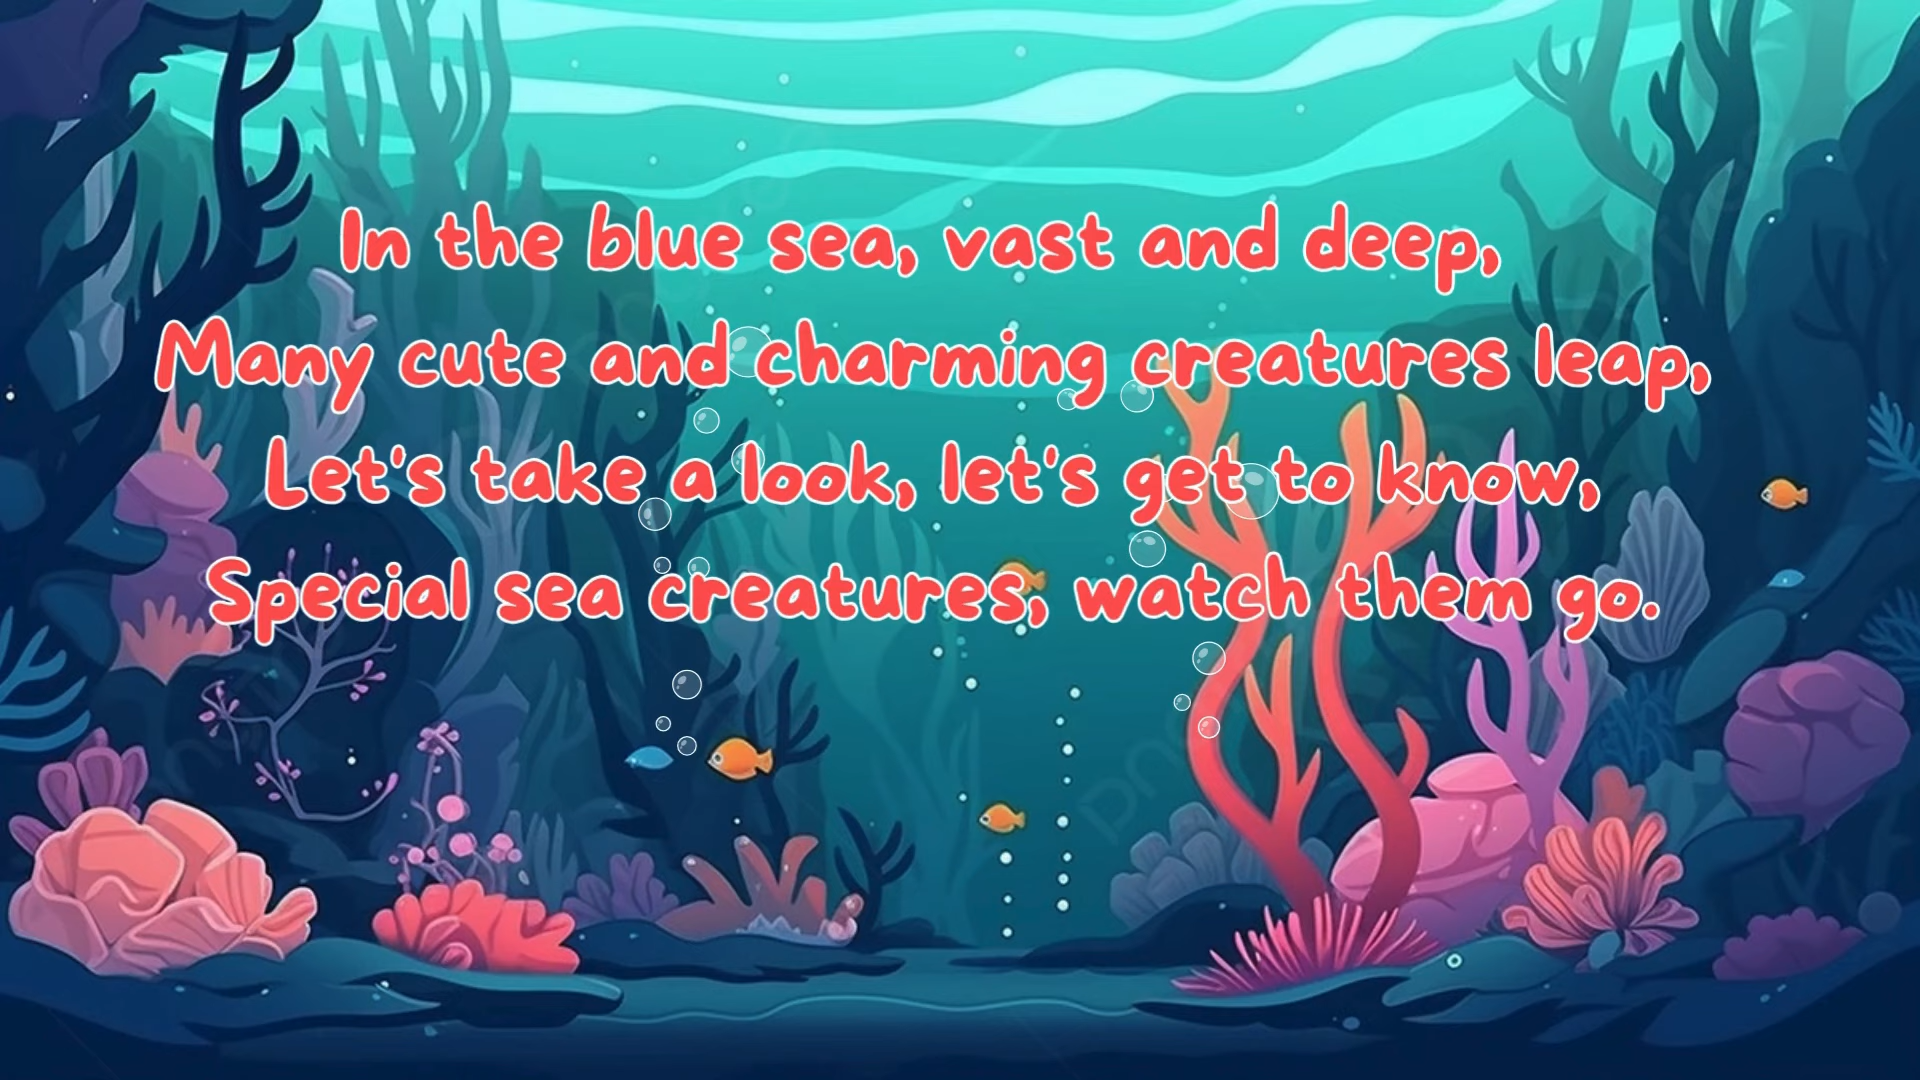 In the blue sea, vast and deep,
Many cute and charming creatures leap,
Let's take a look, let's get to know,
Special sea creatures, watch them go.